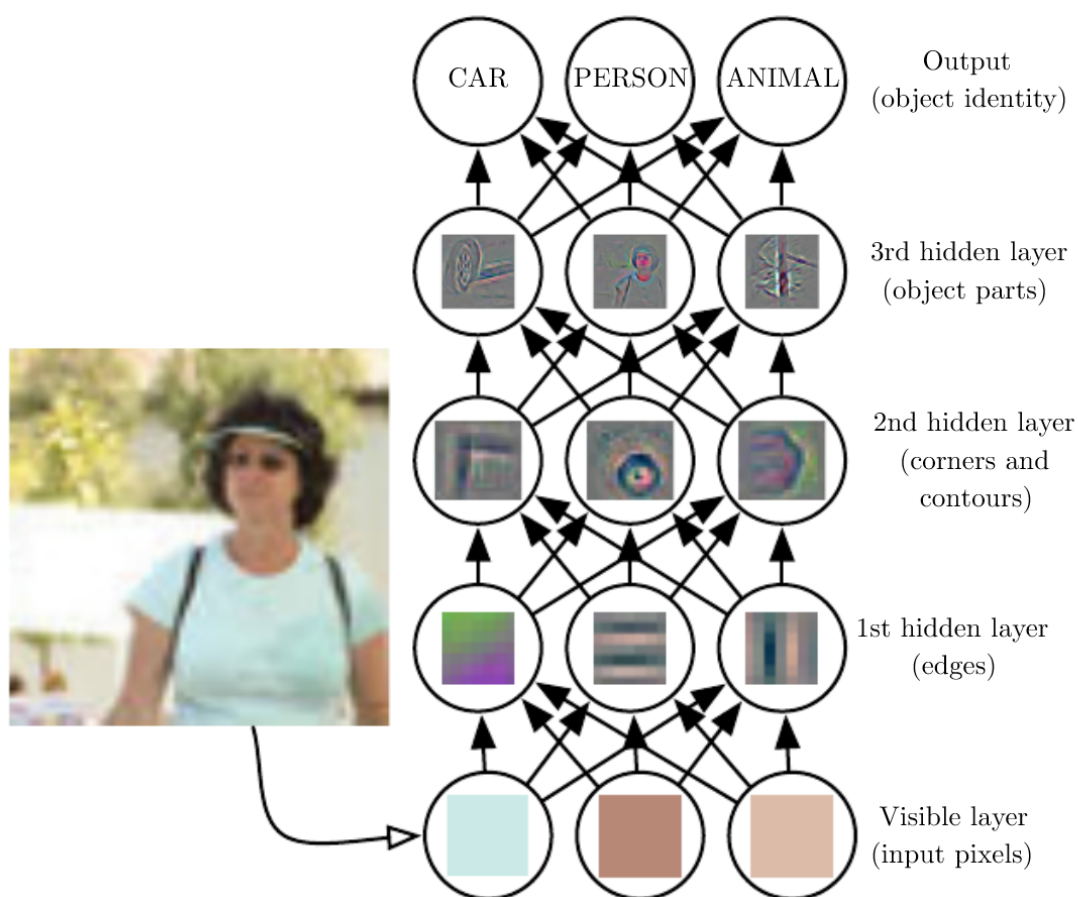 CAR
PERSON
ANIMAL
Output
(object identity)
3rd hidden layer
(object parts)
2nd hidden layer
(corners and
contours)
1st hidden layer
(edges)
Visible layer
(input pixels)